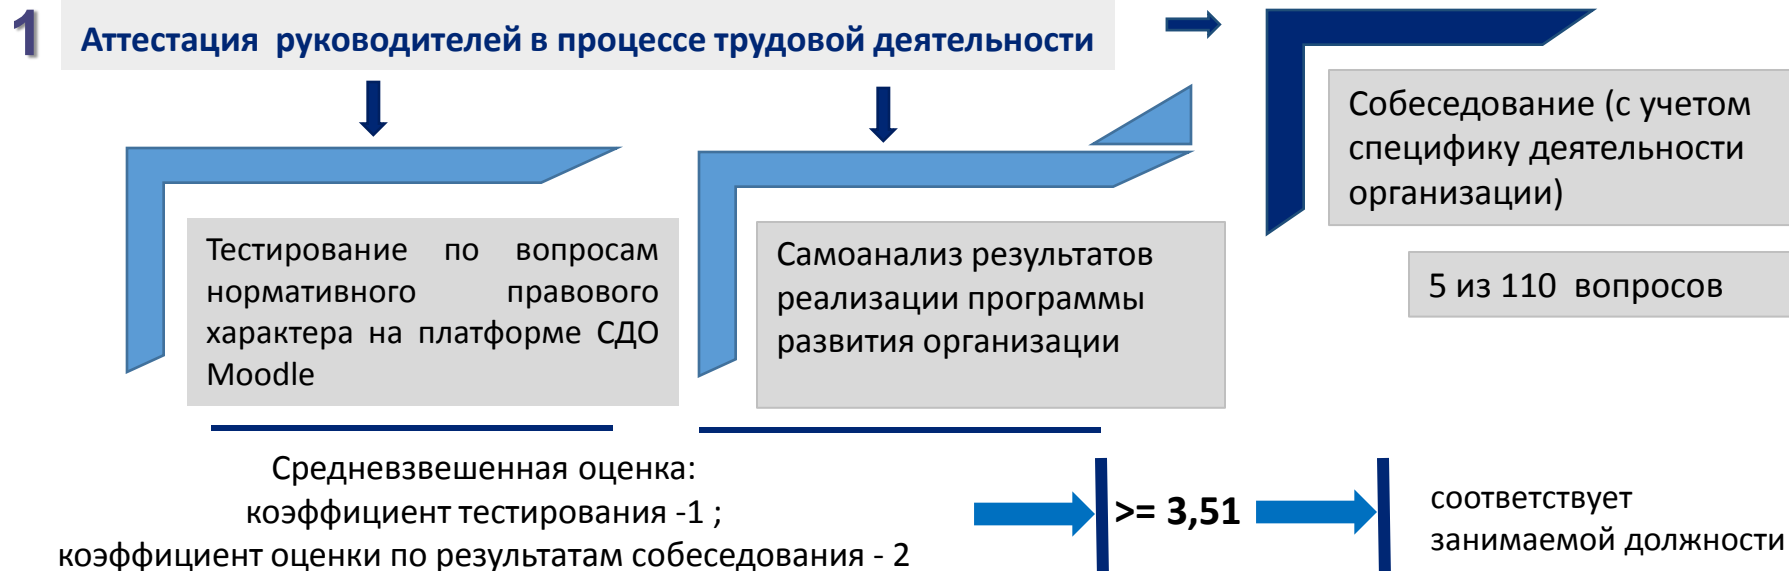 1
Аттестация руководителей в процессе трудовой деятельности
Тестирование по вопросам
нормативного правового
характера на платформе СДО
Moodle
Самоанализ результатов
реализации программы
развития организации
Собеседование (с учетом
специфику деятельности
организации)
5 из 110 вопросов
Средневзвешенная оценка:
коэффициент тестирования -1 ;
коэффициент оценки по результатам собеседования - 2
>= 3,51
соответствует
занимаемой должности